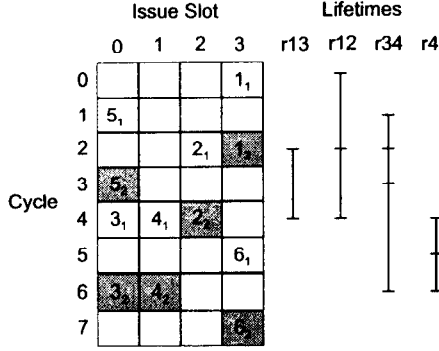 Issue Slot Lifetimes
0 1 2 3 r13 r12 r34 r4
0 1₁
1 5₁
2 2₁ 1₂
3 5₂
Cycle
4 3₁ 4₁ 2₂
5 6₁
6 3₂ 4₂
7 6₂